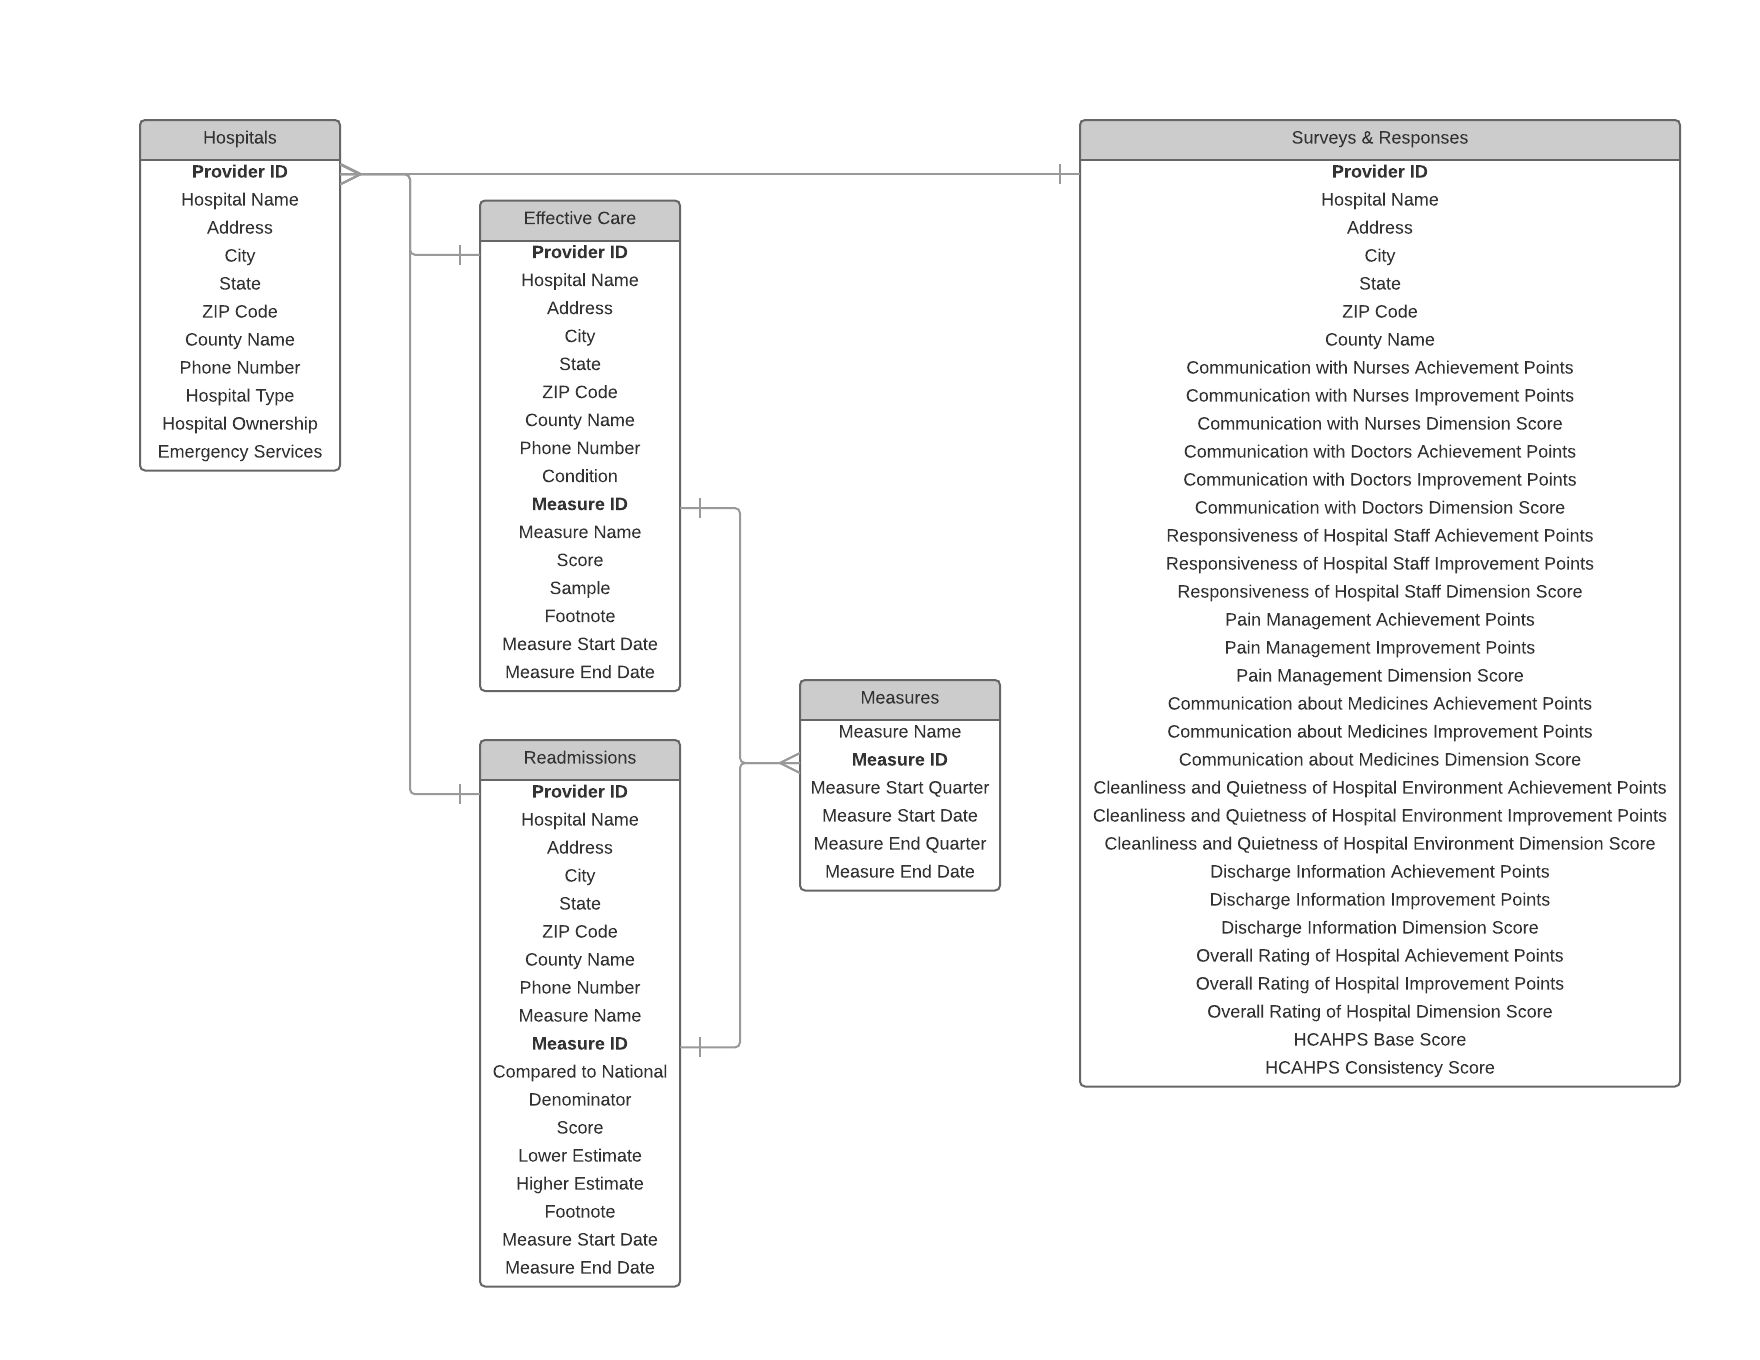 Hospitals
Provider ID
Hospital Name
Address
City
State
ZIP Code
County Name
Phone Number
Hospital Type
Hospital Ownership
Emergency Services
Effective Care
Provider ID
Hospital Name
Address
City
State
ZIP Code
County Name
Phone Number
Condition
Measure ID
Measure Name
Score
Sample
Footnote
Measure Start Date
Measure End Date
Readmissions
Provider ID
Hospital Name
Address
City
State
ZIP Code
County Name
Phone Number
Measure Name
Measure ID
Compared to National
Denominator
Score
Lower Estimate
Higher Estimate
Footnote
Measure Start Date
Measure End Date
Measures
Measure Name
Measure ID
Measure Start Quarter
Measure Start Date
Measure End Quarter
Measure End Date
Surveys & Responses
Provider ID
Hospital Name
Address
City
State
ZIP Code
County Name
Communication with Nurses Achievement Points
Communication with Nurses Improvement Points
Communication with Nurses Dimension Score
Communication with Doctors Achievement Points
Communication with Doctors Improvement Points
Communication with Doctors Dimension Score
Responsiveness of Hospital Staff Achievement Points
Responsiveness of Hospital Staff Improvement Points
Responsiveness of Hospital Staff Dimension Score
Pain Management Achievement Points
Pain Management Improvement Points
Pain Management Dimension Score
Communication about Medicines Achievement Points
Communication about Medicines Improvement Points
Communication about Medicines Dimension Score
Cleanliness and Quietness of Hospital Environment Achievement Points
Cleanliness and Quietness of Hospital Environment Improvement Points
Cleanliness and Quietness of Hospital Environment Dimension Score
Discharge Information Achievement Points
Discharge Information Improvement Points
Discharge Information Dimension Score
Overall Rating of Hospital Achievement Points
Overall Rating of Hospital Improvement Points
Overall Rating of Hospital Dimension Score
HCAHPS Base Score
HCAHPS Consistency Score